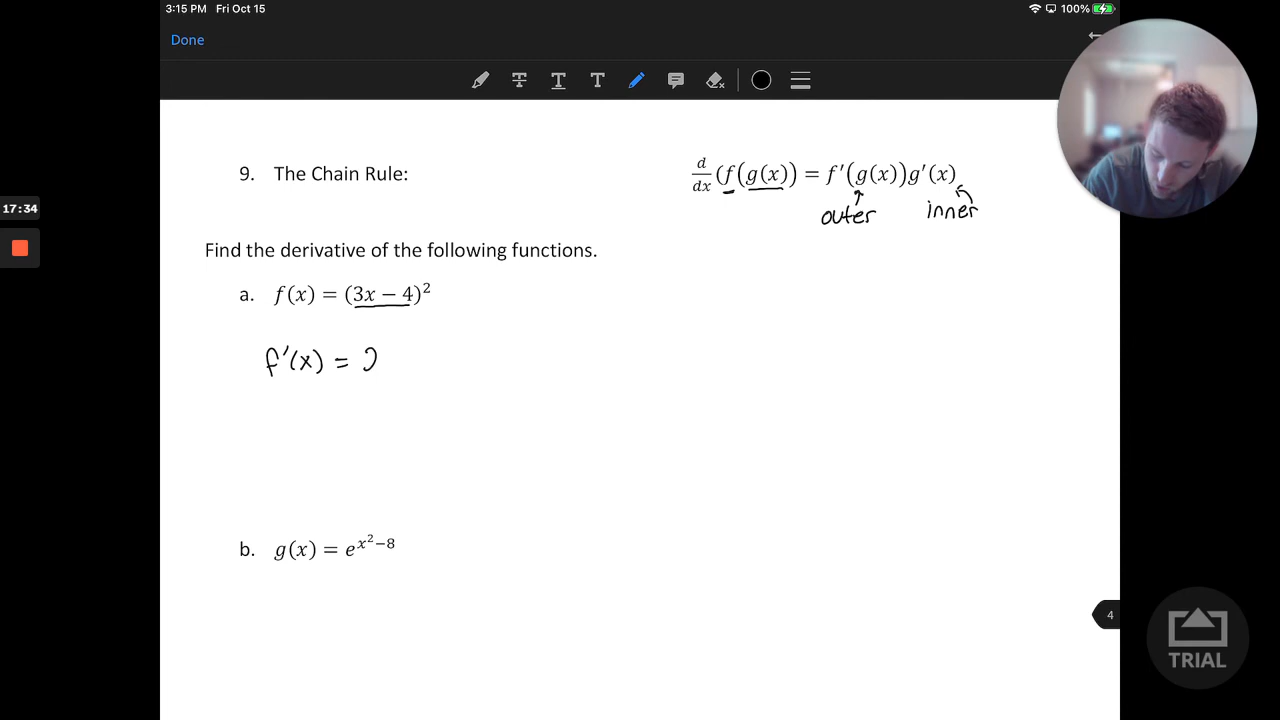 3:15 PM Fri Oct 15
100%
Done
9. The Chain Rule:
d/dx (f(g(x)) = f'(g(x))g'(x)
outer
inner
17:34
Find the derivative of the following functions.
a. f(x) = (3x − 4)²
f'(x) =
b. g(x) = e^{x²−8}
4
TRIAL